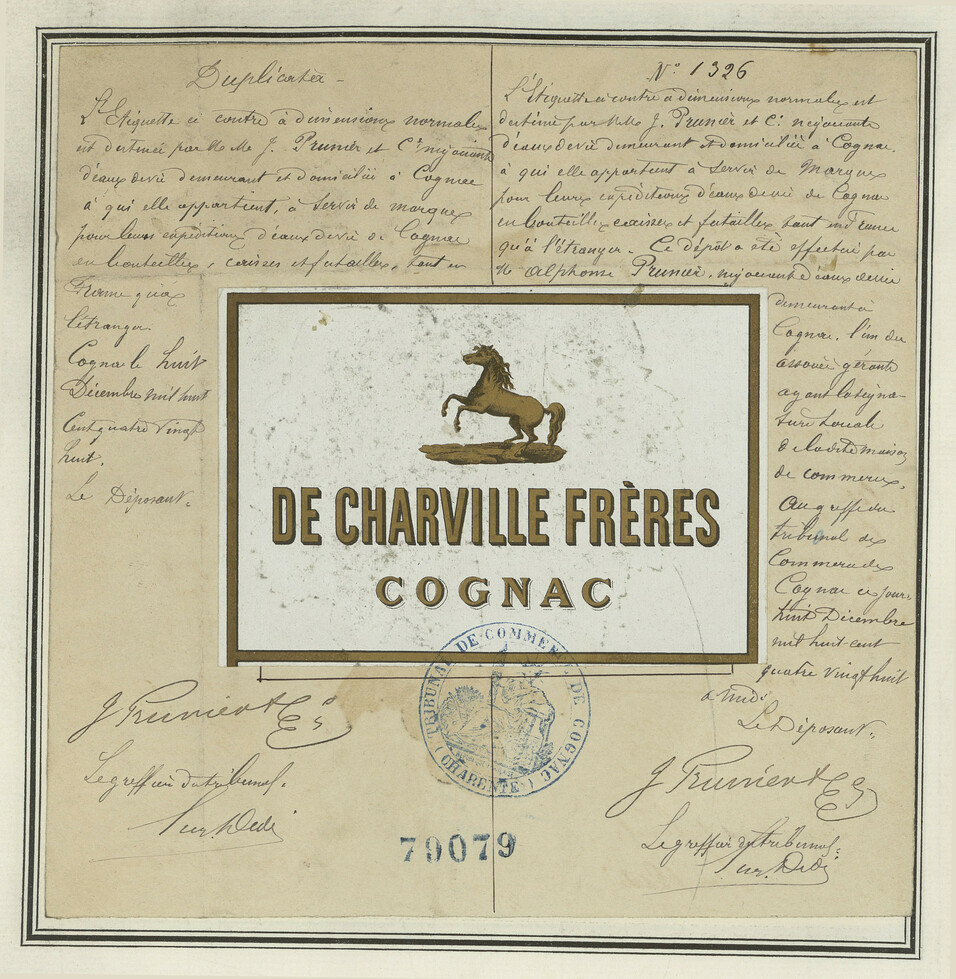 Duplicata -
L'Etiquette ci contre à dimensions normales
est destinée par MM. J. Prunier et Cie négociants
d'eaux de vie demeurant et domiciliés à Cognac
à qui elle appartient, à servir de marques
pour leurs expéditions d'eaux de vie de Cognac
en bouteilles, caisses et futailles, tant en
France qu'à
l'étranger
Cognac le huit
Décembre mil huit
Cent quatre vingt
huit.
Le Déposant.
J Prunier & Cie
Le greffier du tribunal.
N° 1326
L'Etiquette ci contre à dimensions normales est
destinée par MM. J. Prunier et Cie négociants
d'eaux de vie demeurant et domiciliés à Cognac.
à qui elle appartient à servir de Marques
pour leurs expéditions d'eaux de vie de Cognac
en bouteilles caisses et futailles tant en France
qu'à l'étranger. Ce dépôt a été effectué par
M. Alphonse Prunier, négociant d'eaux de vie
demeurant à
Cognac, l'un des
associés gérants
ayant la signa-
ture sociale
de la dite maison
de commerce,
au greffe du
tribunal de
Commerce de
Cognac ce jour
huit Décembre
mil huit cent
quatre vingt huit
à midi
Le Déposant.
J Prunier & Cie
Le greffier du tribunal.
DE CHARVILLE FRÈRES
COGNAC
TRIBUNAL DE COMMERCE DE COGNAC
(CHARENTE)
79079